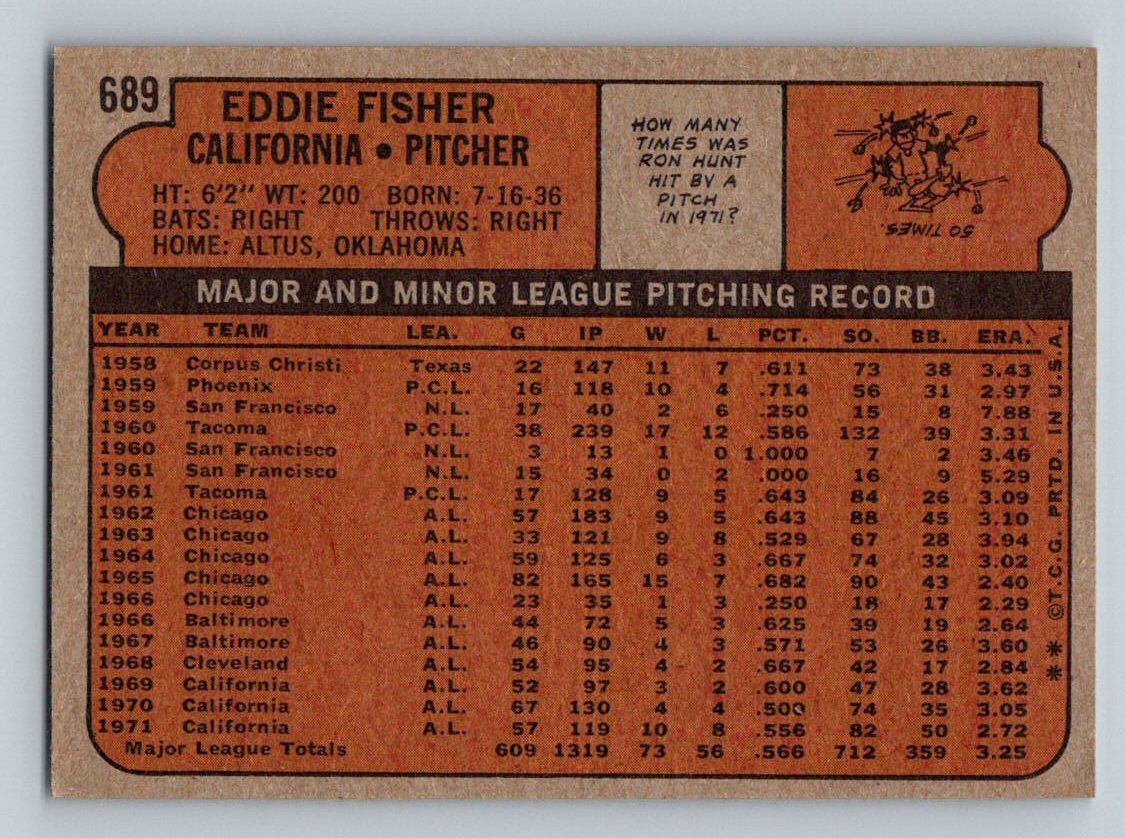 689
EDDIE FISHER
CALIFORNIA • PITCHER
HT: 6'2" WT: 200 BORN: 7-16-36
BATS: RIGHT THROWS: RIGHT
HOME: ALTUS, OKLAHOMA
HOW MANY
TIMES WAS
RON HUNT
HIT BY A
PITCH
IN 1971?
50 TIMES.
MAJOR AND MINOR LEAGUE PITCHING RECORD
YEAR TEAM LEA. G IP W L PCT. SO. BB. ERA.
1958 Corpus Christi Texas 22 147 11 7 .611 73 38 3.43
1959 Phoenix P.C.L. 16 118 10 4 .714 56 31 2.97
1959 San Francisco N.L. 17 40 2 6 .250 15 8 7.88
1960 Tacoma P.C.L. 38 239 17 12 .586 132 39 3.31
1960 San Francisco N.L. 3 13 1 0 1.000 7 2 3.46
1961 San Francisco N.L. 15 34 0 2 .000 16 9 5.29
1961 Tacoma P.C.L. 17 128 9 5 .643 84 26 3.09
1962 Chicago A.L. 57 183 9 5 .643 88 45 3.10
1963 Chicago A.L. 33 121 9 8 .529 67 28 3.94
1964 Chicago A.L. 59 125 6 3 .667 74 32 3.02
1965 Chicago A.L. 82 165 15 7 .682 90 43 2.40
1966 Chicago A.L. 23 35 1 3 .250 18 17 2.29
1966 Baltimore A.L. 44 72 5 3 .625 39 19 2.64
1967 Baltimore A.L. 46 90 4 3 .571 53 26 3.60
1968 Cleveland A.L. 54 95 4 2 .667 42 17 2.84
1969 California A.L. 52 97 3 2 .600 47 28 3.62
1970 California A.L. 67 130 4 4 .500 74 35 3.05
1971 California A.L. 57 119 10 8 .556 82 50 2.72
Major League Totals 609 1319 73 56 .566 712 359 3.25
** ©T.C.G. PRTD. IN U.S.A.